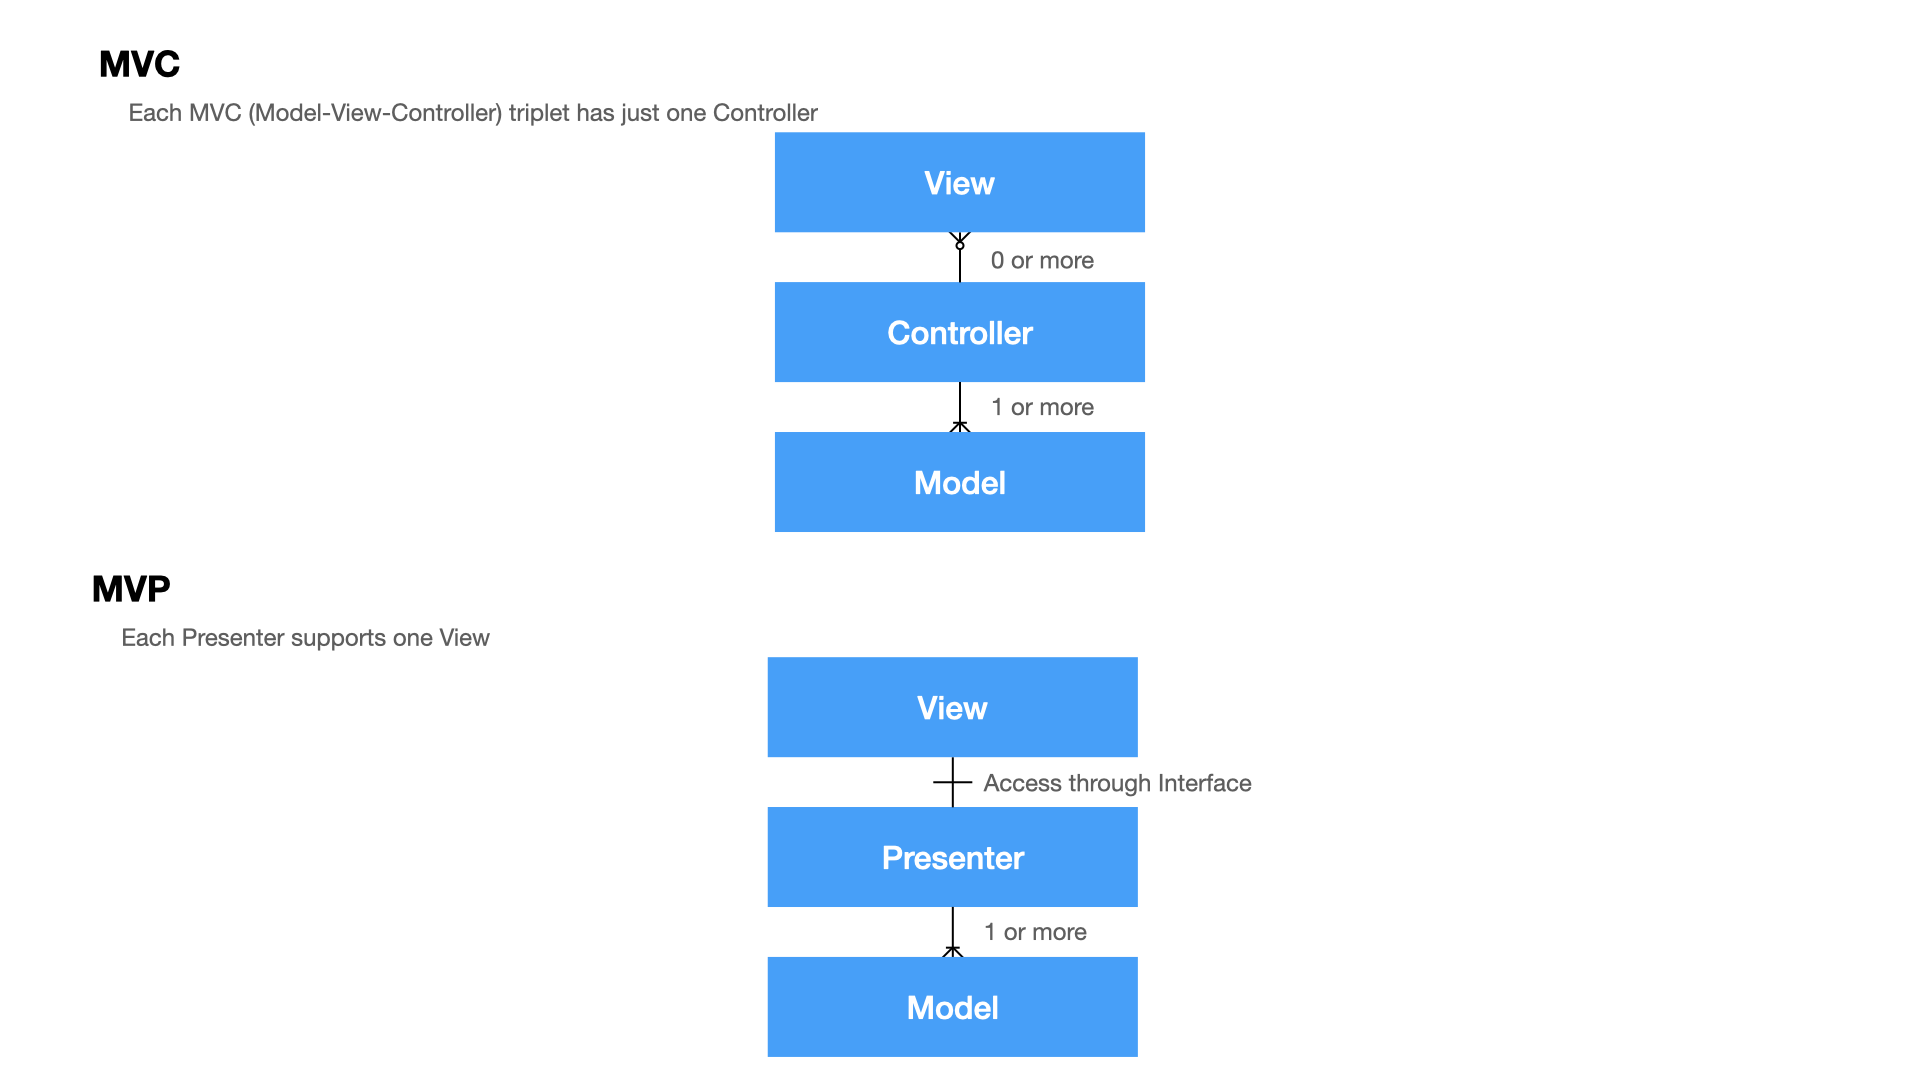 MVC
Each MVC (Model-View-Controller) triplet has just one Controller
View
0 or more
Controller
1 or more
Model
MVP
Each Presenter supports one View
View
Access through Interface
Presenter
1 or more
Model